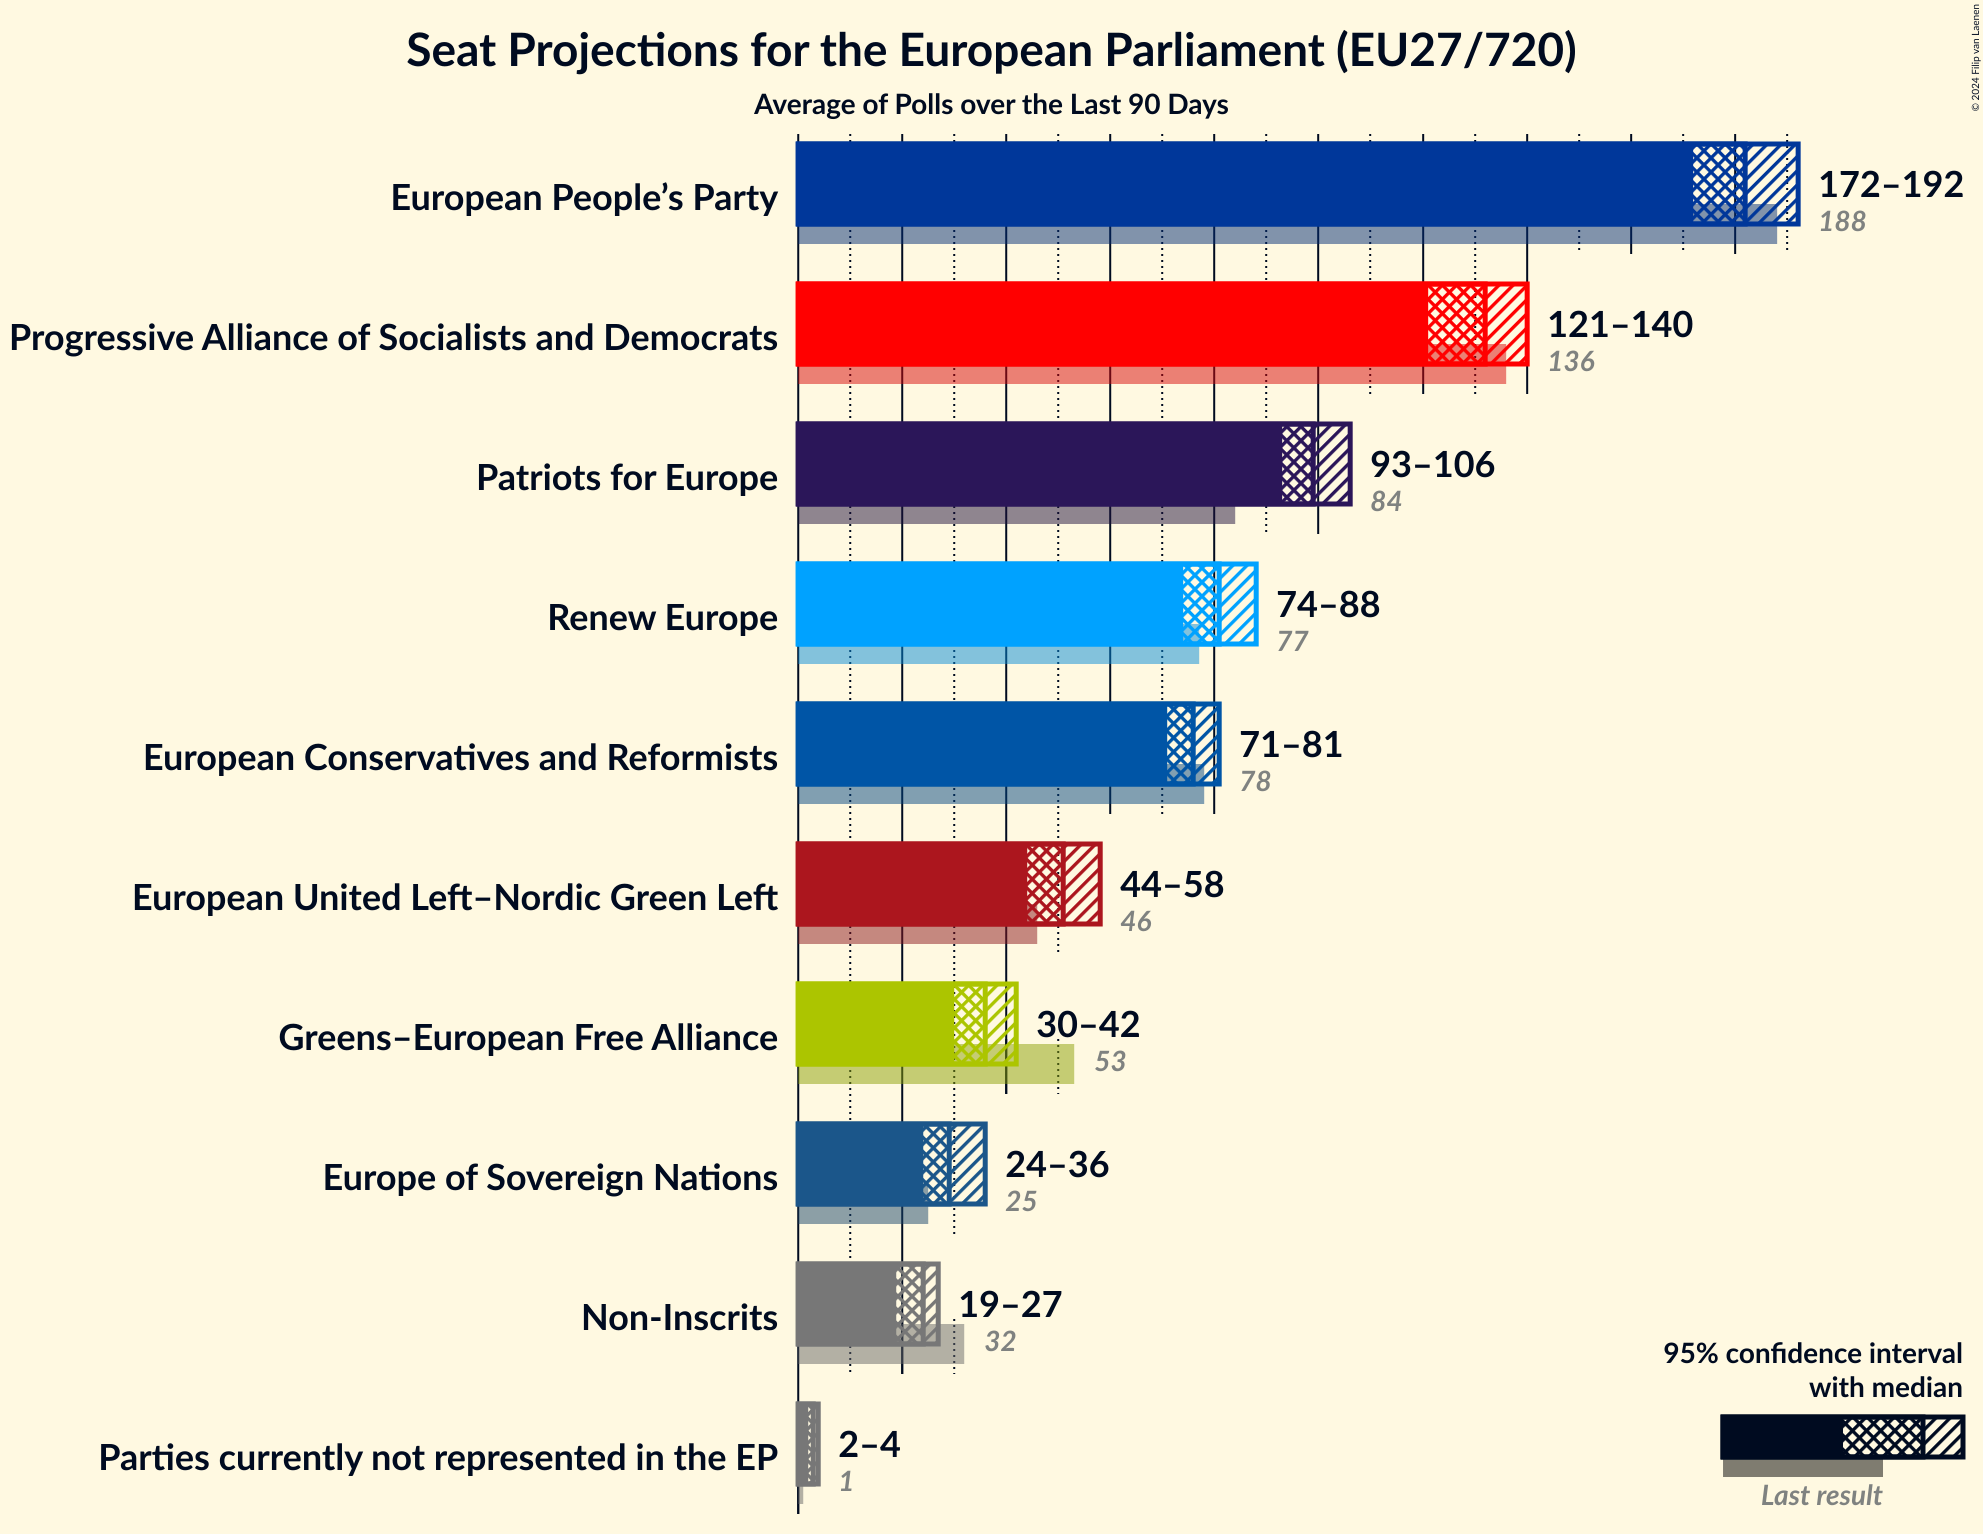 Seat Projections for the European Parliament (EU27/720)
Average of Polls over the Last 90 Days
© 2024 Filip van Laenen
European People’s Party
172–192
188
Progressive Alliance of Socialists and Democrats
121–140
136
Patriots for Europe
93–106
84
Renew Europe
74–88
77
European Conservatives and Reformists
71–81
78
European United Left–Nordic Green Left
44–58
46
Greens–European Free Alliance
30–42
53
Europe of Sovereign Nations
24–36
25
Non-Inscrits
19–27
32
Parties currently not represented in the EP
2–4
1
95% confidence interval
with median
Last result